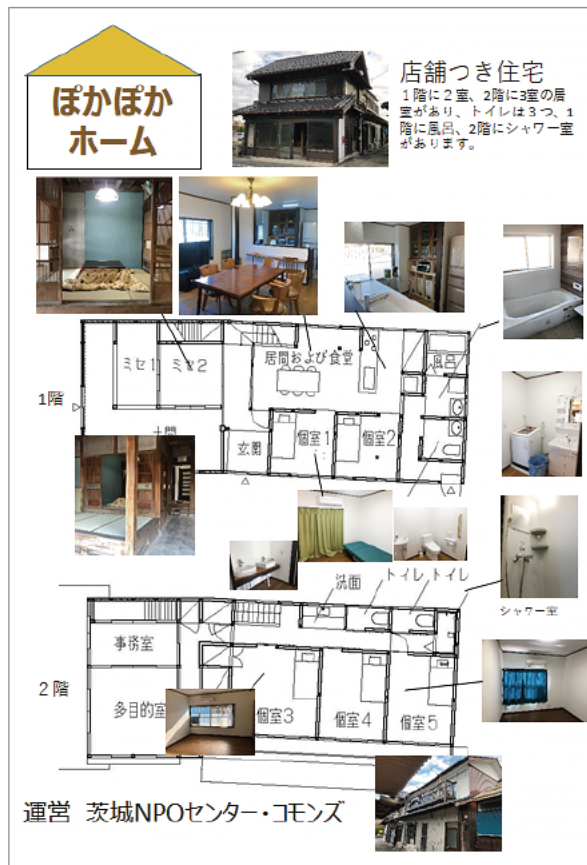 ぽかぽか
ホーム
店舗つき住宅
1階に2室、2階に3室の居
室があり、トイレは3つ、1
階に風呂、2階にシャワー室
があります。
1階
ミセ1
ミセ2
居間および食堂
風呂
土間
玄関
個室1
個室2
洗面
トイレ
トイレ
シャワー室
2階
事務室
多目的室
個室3
個室4
個室5
運営 茨城NPOセンター・コモンズ